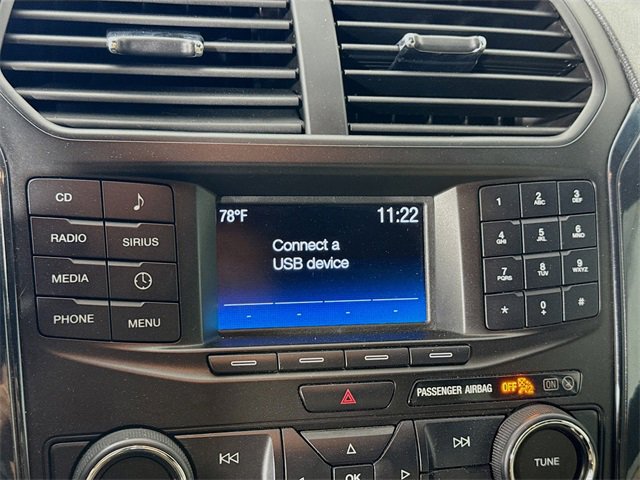 78°F 11:22
Connect a
USB device
CD
RADIO SIRIUS
MEDIA
PHONE MENU
1 2 ABC 3 DEF
4 GHI 5 JKL 6 MNO
7 PQRS 8 TUV 9 WXYZ
* 0 + #
PASSENGER AIRBAG OFF ON
OK
TUNE